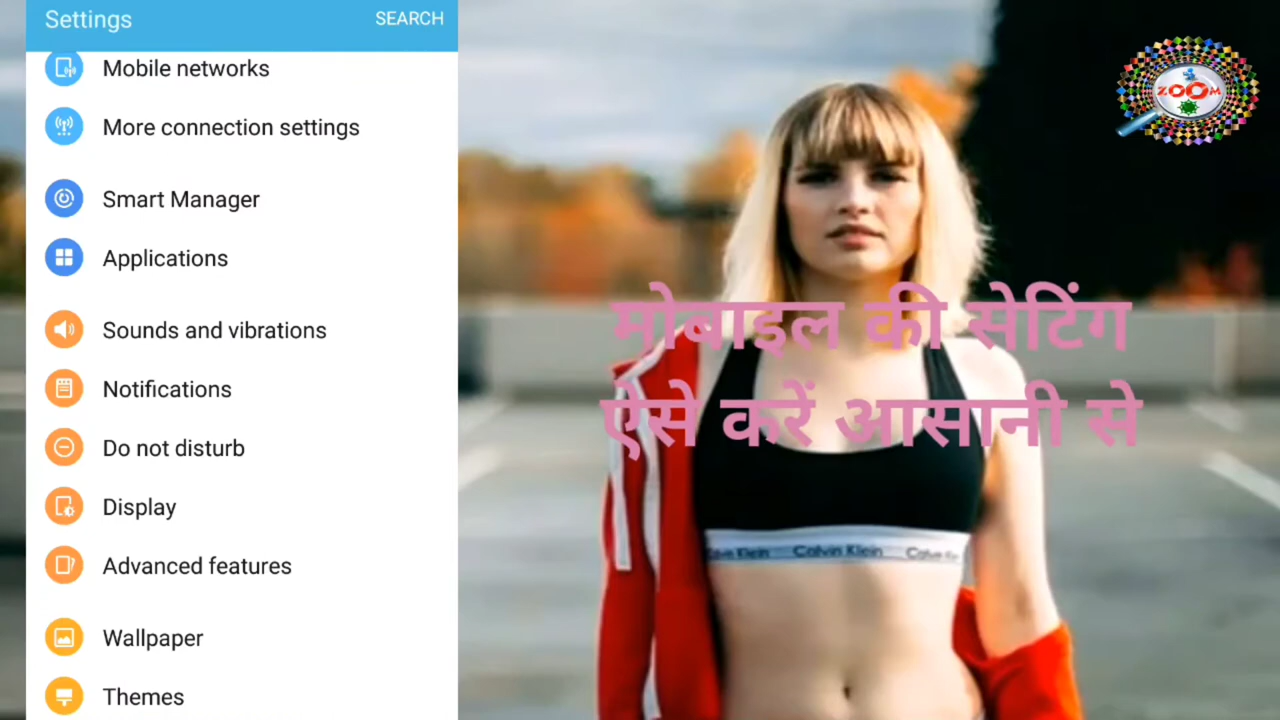 Settings
SEARCH
Mobile networks
More connection settings
Smart Manager
Applications
Sounds and vibrations
Notifications
Do not disturb
Display
Advanced features
Wallpaper
Themes
ZOOM
मोबाइल की सेटिंग
ऐसे करें आसानी से
Calvin Klein Calvin Klein